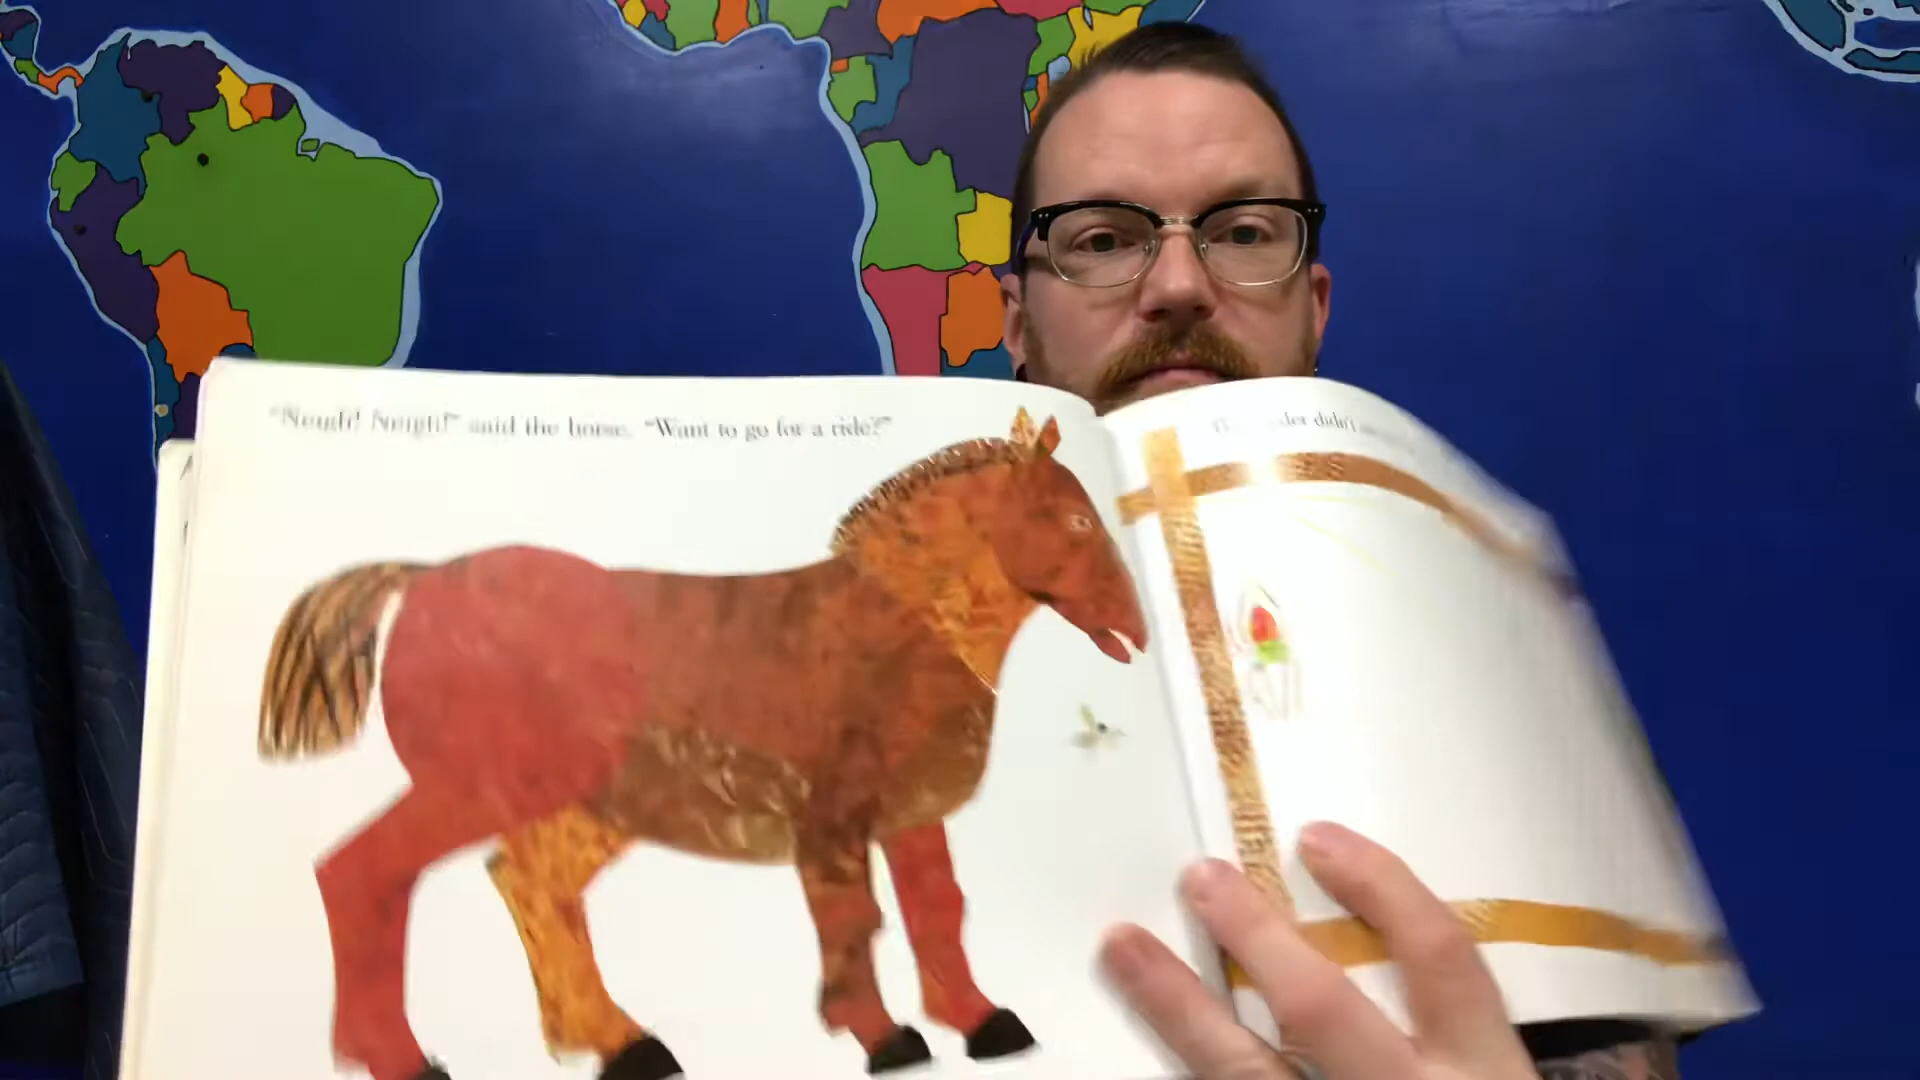 "Neigh! Neigh!" said the horse. "Want to go for a ride?"
didn't